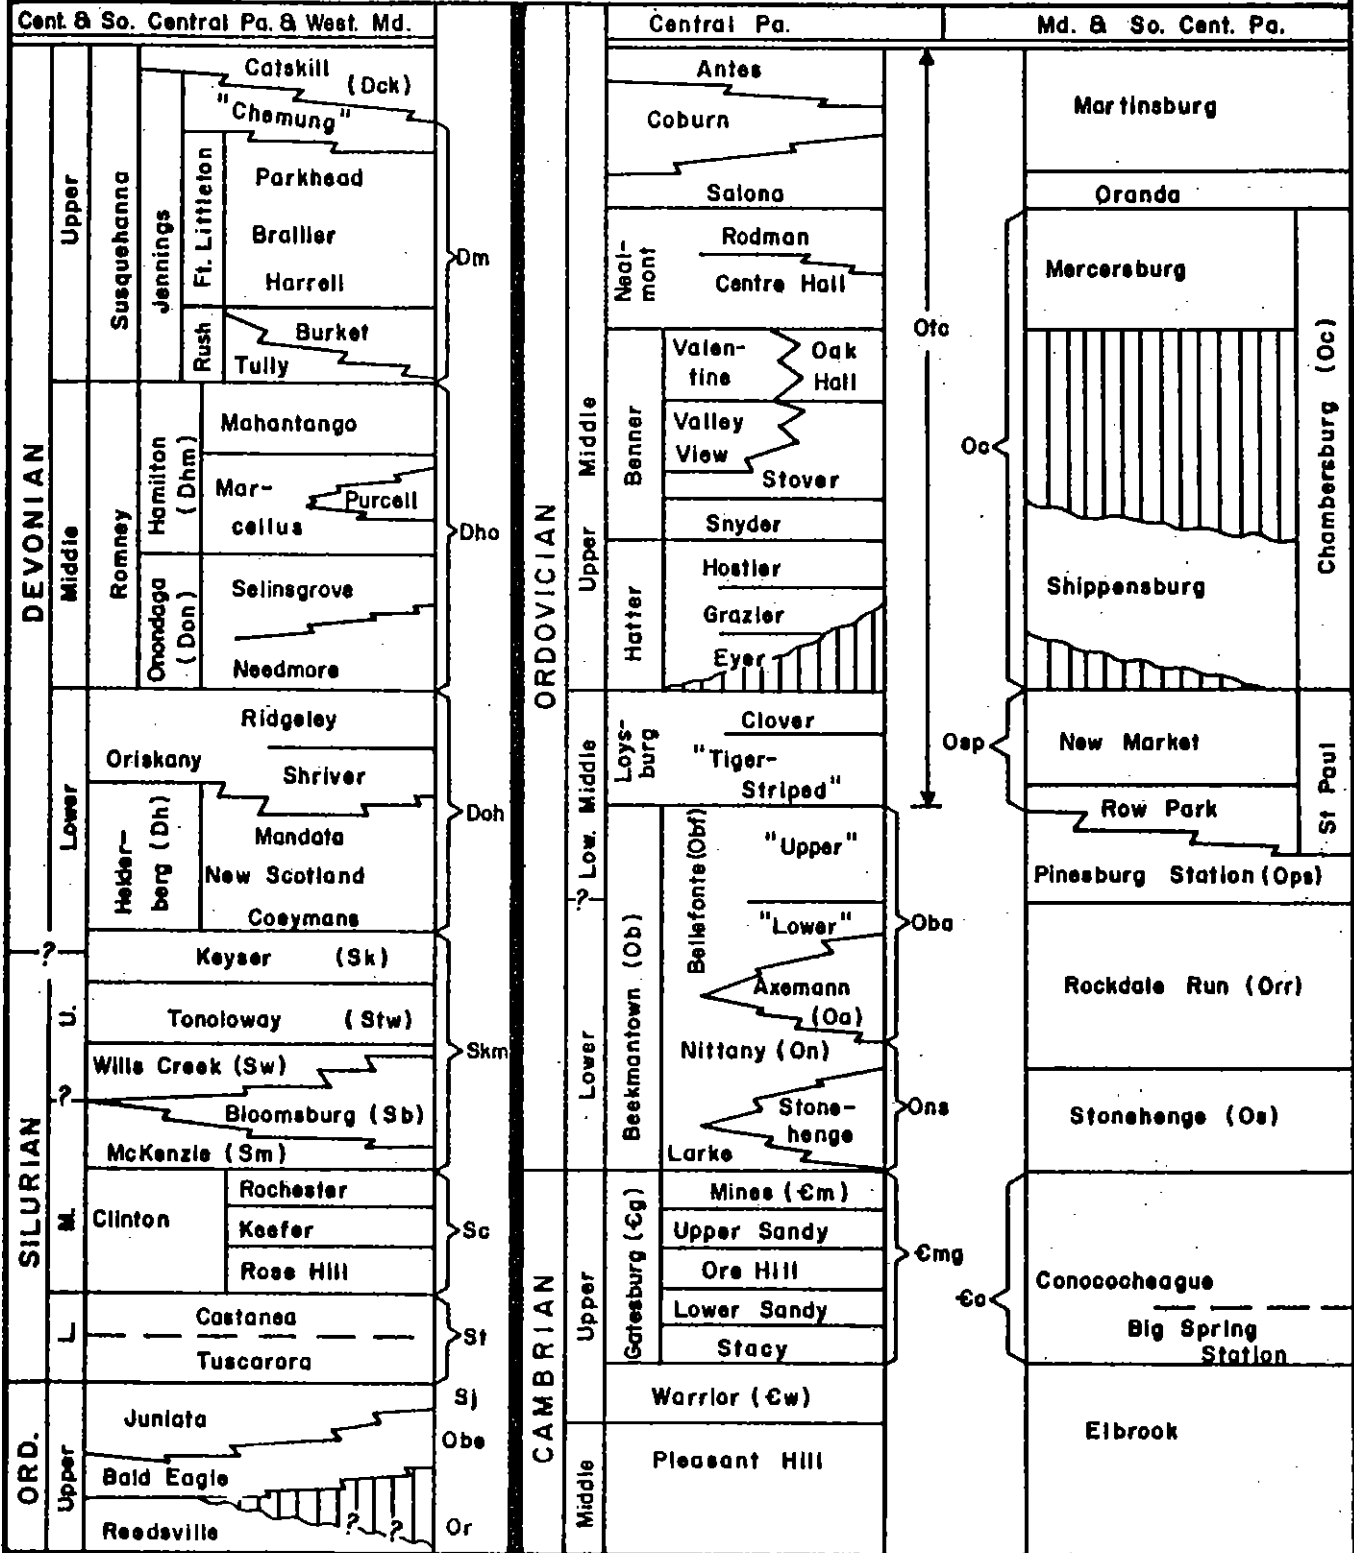 Cent. & So. Central Pa. & West. Md.
Central Pa.
Md. & So. Cent. Pa.
DEVONIAN
Upper
Susquehanna
Jennings
Catskill (Dck)
"Chemung"
Ft. Littleton
Parkhead
Brallier
Harrell
Rush
Burket
Tully
Dm
Middle
Romney
Hamilton (Dhm)
Mahantango
Mar-
cellus
Purcell
Onondaga (Don)
Selinsgrove
Needmore
Dho
Lower
Oriskany
Ridgeley
Shriver
Helder-
berg (Dh)
Mandata
New Scotland
Coeymans
Doh
?
SILURIAN
U.
Keyser (Sk)
Tonoloway (Stw)
Wills Creek (Sw)
?
Bloomsburg (Sb)
McKenzie (Sm)
Skm
M.
Clinton
Rochester
Keefer
Rose Hill
Sc
L.
Castanea
Tuscarora
St
ORD.
Upper
Juniata
Bald Eagle
Reedsville
? ?
Sj
Obe
Or
ORDOVICIAN
Upper Middle
Antes
Coburn
Salona
Neal-
mont
Rodman
Centre Hall
Benner
Valen-
tine
Oak
Hall
Valley
View
Stover
Snyder
Hatter
Hostler
Grazier
Eyer
Low. Middle
Loys-
burg
Clover
"Tiger-
Striped"
Otc
?
Lower
Beekmantown (Ob)
Bellefonte (Obf)
"Upper"
"Lower"
Axemann
(Oa)
Oba
Nittany (On)
Stone-
henge
Larke
Ons
CAMBRIAN
Upper
Gatesburg (Єg)
Mines (Єm)
Upper Sandy
Ore Hill
Lower Sandy
Stacy
Єmg
Warrior (Єw)
Middle
Pleasant Hill
Martinsburg
Oranda
Mercersburg
Shippensburg
Chambersburg (Oc)
Oc
New Market
Row Park
St Paul
Osp
Pinesburg Station (Ops)
Rockdale Run (Orr)
Stonehenge (Os)
Conococheague
Big Spring
Station
Єc
Elbrook